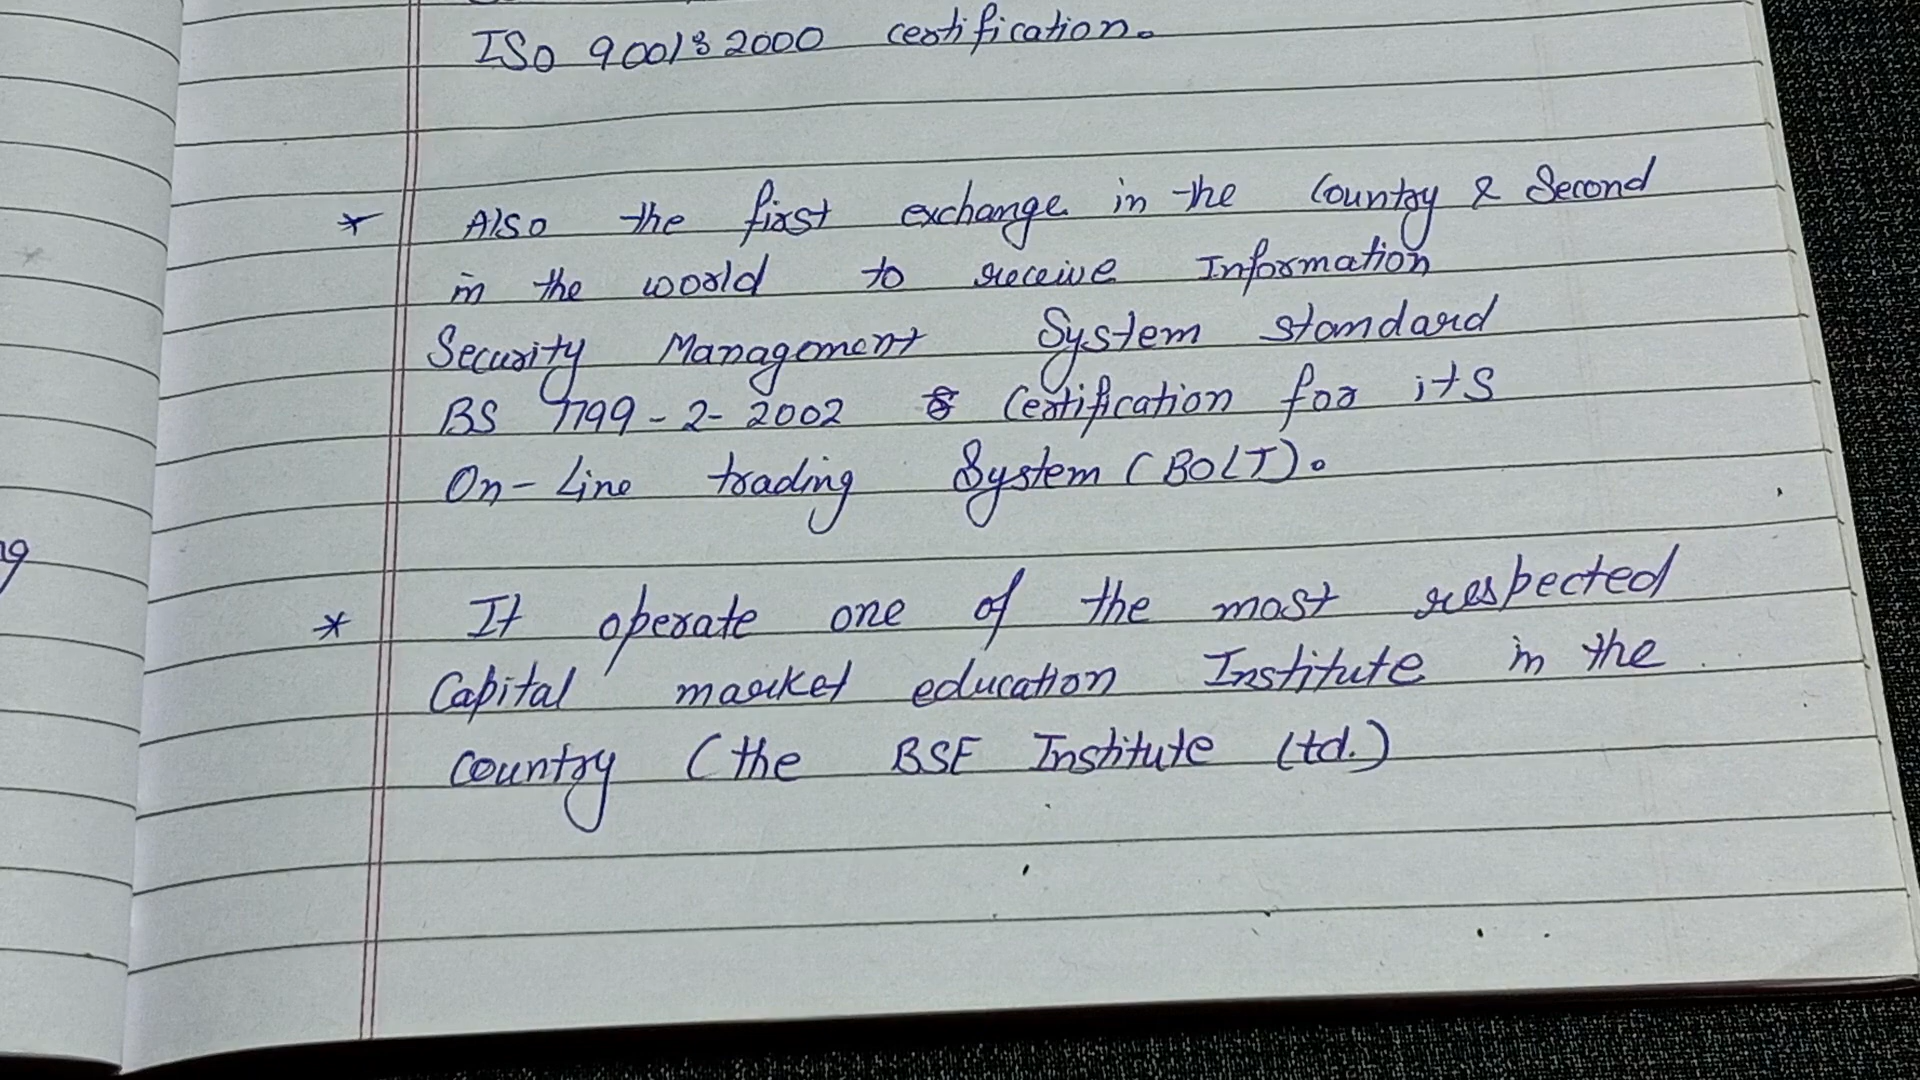 ISO 9001:2000 certification.
* Also the first exchange in the Country & Second
in the world to receive Information
Security Management System standard
BS 7799-2-2002 Certification for its
On-Line trading System (BOLT).
* It operate one of the most respected
Capital market education Institute in the
country (the BSE Institute Ltd.)